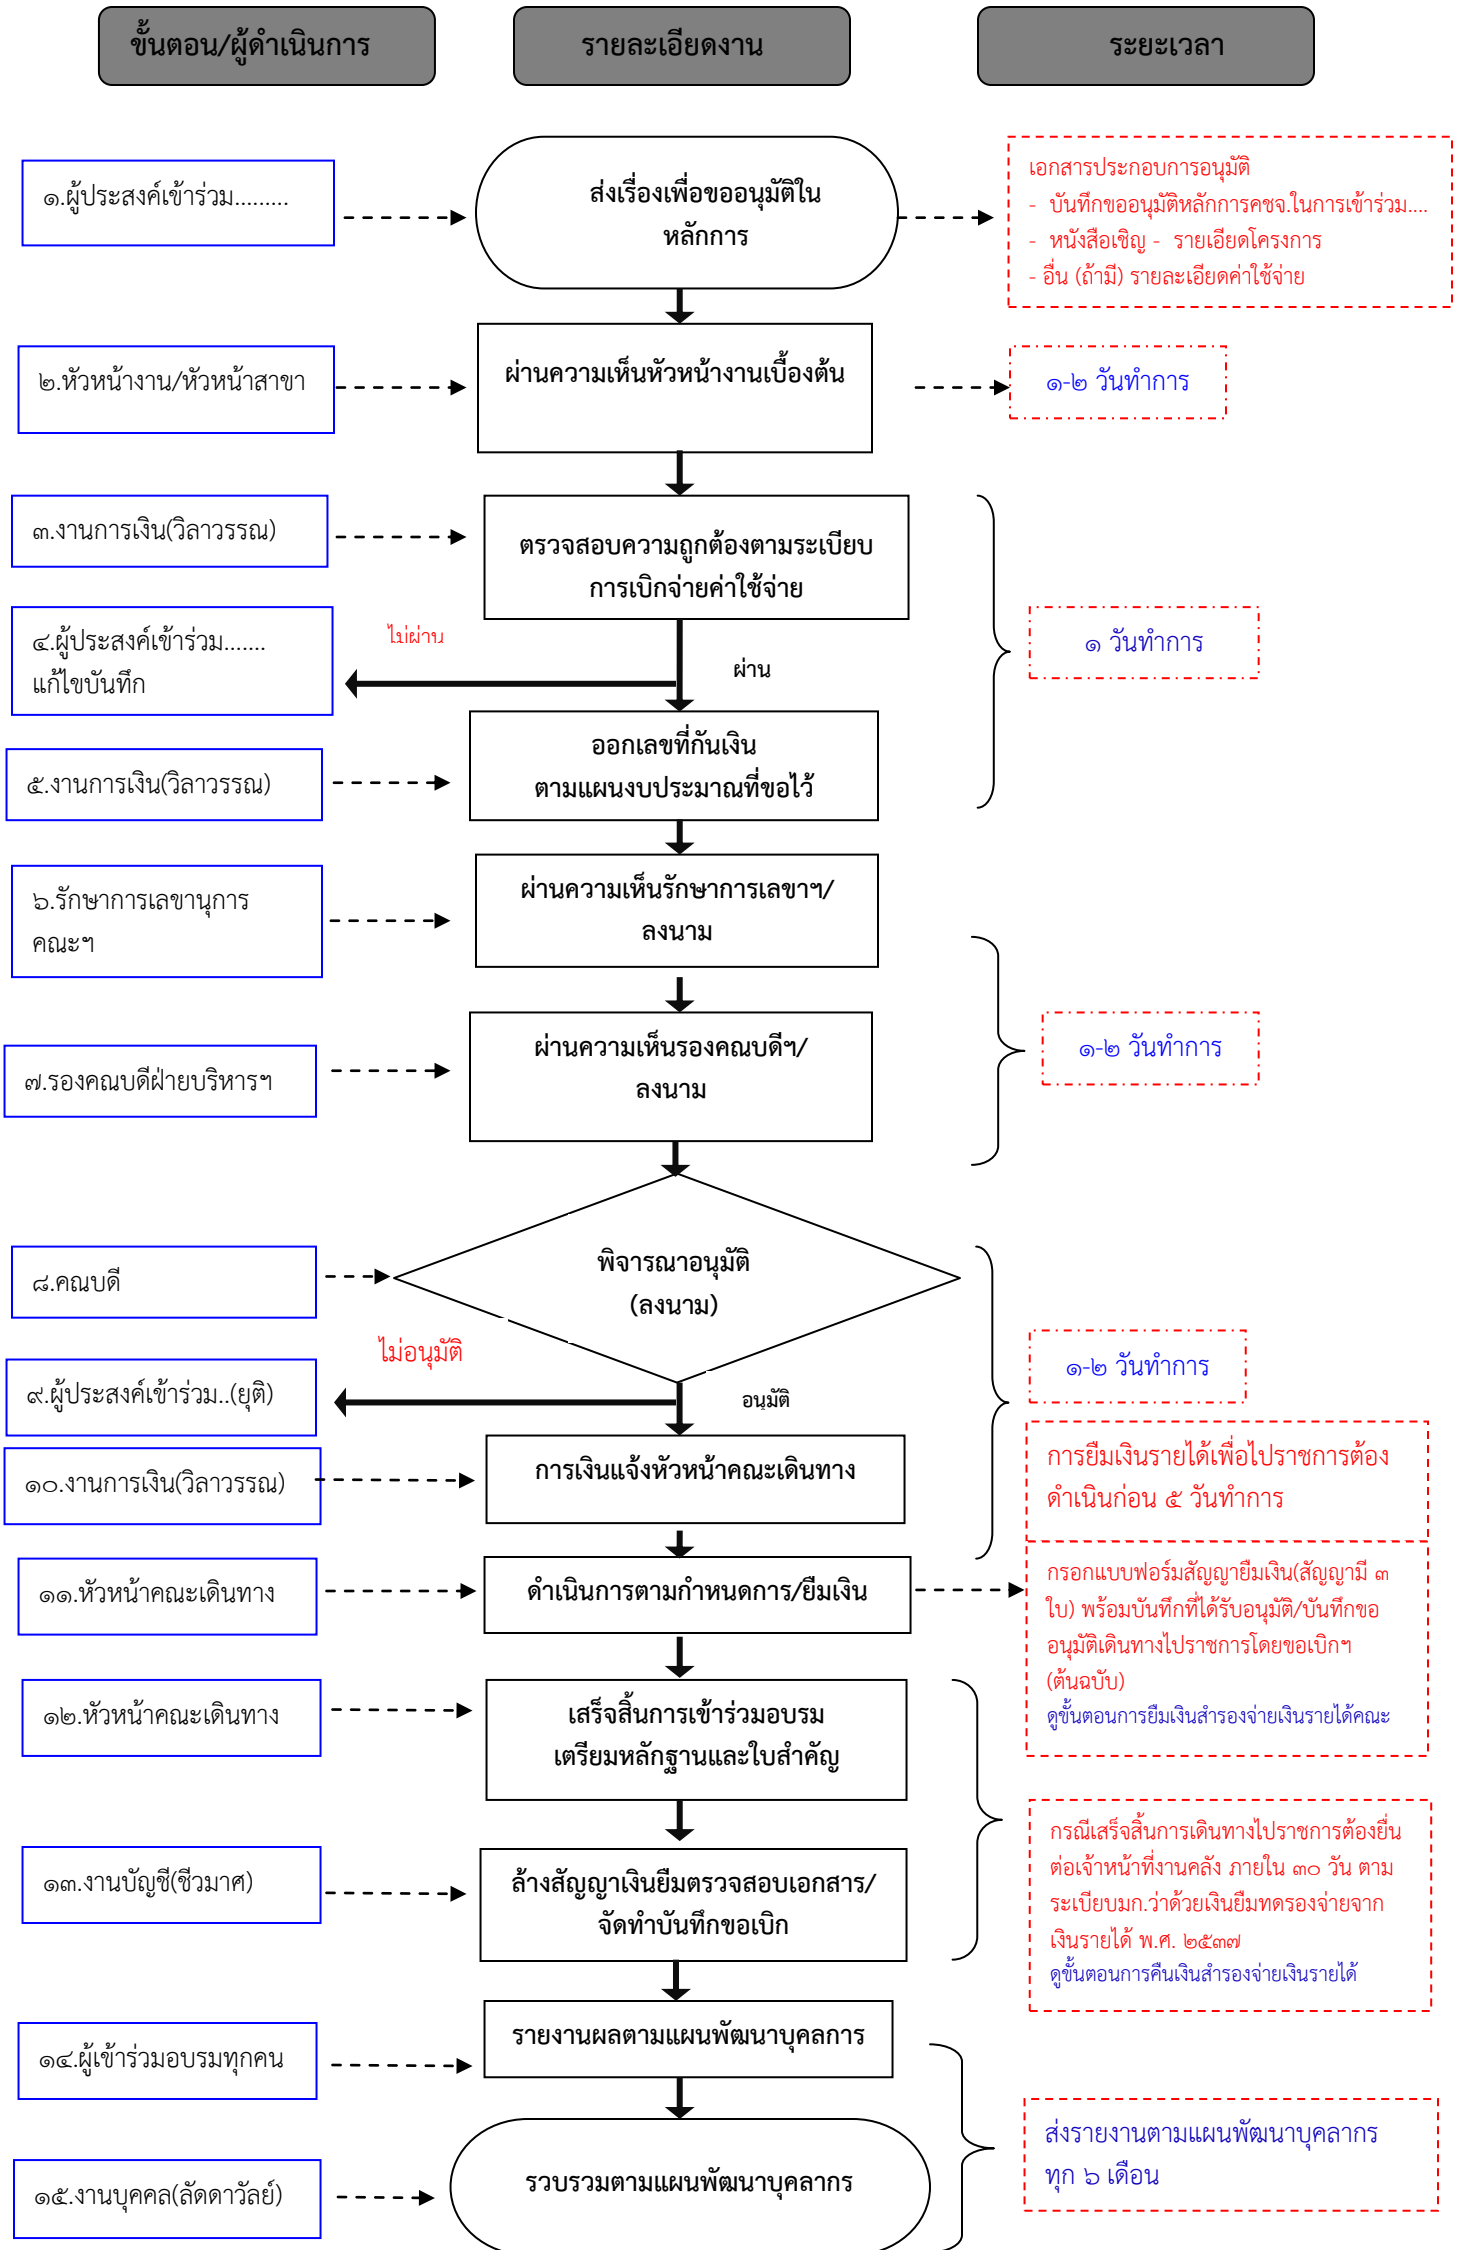 ขั้นตอน/ผู้ดำเนินการ
รายละเอียดงาน
ระยะเวลา
๑.ผู้ประสงค์เข้าร่วม.........
ส่งเรื่องเพื่อขออนุมัติใน
หลักการ
เอกสารประกอบการอนุมัติ
- บันทึกขออนุมัติหลักการคชจ.ในการเข้าร่วม....
- หนังสือเชิญ - รายเอียดโครงการ
- อื่น (ถ้ามี) รายละเอียดค่าใช้จ่าย
๒.หัวหน้างาน/หัวหน้าสาขา
ผ่านความเห็นหัวหน้างานเบื้องต้น
๑-๒ วันทำการ
๓.งานการเงิน(วิลาวรรณ)
ตรวจสอบความถูกต้องตามระเบียบ
การเบิกจ่ายค่าใช้จ่าย
๔.ผู้ประสงค์เข้าร่วม.......
แก้ไขบันทึก
ไม่ผ่าน
ผ่าน
๑ วันทำการ
๕.งานการเงิน(วิลาวรรณ)
ออกเลขที่กันเงิน
ตามแผนงบประมาณที่ขอไว้
๖.รักษาการเลขานุการ
คณะฯ
ผ่านความเห็นรักษาการเลขาฯ/
ลงนาม
๗.รองคณบดีฝ่ายบริหารฯ
ผ่านความเห็นรองคณบดีฯ/
ลงนาม
๑-๒ วันทำการ
๘.คณบดี
พิจารณาอนุมัติ
(ลงนาม)
ไม่อนุมัติ
อนุมัติ
๑-๒ วันทำการ
๙.ผู้ประสงค์เข้าร่วม..(ยุติ)
๑๐.งานการเงิน(วิลาวรรณ)
การเงินแจ้งหัวหน้าคณะเดินทาง
การยืมเงินรายได้เพื่อไปราชการต้อง
ดำเนินก่อน ๕ วันทำการ
๑๑.หัวหน้าคณะเดินทาง
ดำเนินการตามกำหนดการ/ยืมเงิน
กรอกแบบฟอร์มสัญญายืมเงิน(สัญญามี ๓
ใบ) พร้อมบันทึกที่ได้รับอนุมัติ/บันทึกขอ
อนุมัติเดินทางไปราชการโดยขอเบิกฯ
(ต้นฉบับ)
ดูขั้นตอนการยืมเงินสำรองจ่ายเงินรายได้คณะ
๑๒.หัวหน้าคณะเดินทาง
เสร็จสิ้นการเข้าร่วมอบรม
เตรียมหลักฐานและใบสำคัญ
๑๓.งานบัญชี(ชีวมาศ)
ล้างสัญญาเงินยืมตรวจสอบเอกสาร/
จัดทำบันทึกขอเบิก
กรณีเสร็จสิ้นการเดินทางไปราชการต้องยื่น
ต่อเจ้าหน้าที่งานคลัง ภายใน ๓๐ วัน ตาม
ระเบียบมก.ว่าด้วยเงินยืมทดรองจ่ายจาก
เงินรายได้ พ.ศ. ๒๕๓๗
ดูขั้นตอนการคืนเงินสำรองจ่ายเงินรายได้
๑๔.ผู้เข้าร่วมอบรมทุกคน
รายงานผลตามแผนพัฒนาบุคลการ
๑๕.งานบุคคล(ลัดดาวัลย์)
รวบรวมตามแผนพัฒนาบุคลากร
ส่งรายงานตามแผนพัฒนาบุคลากร
ทุก ๖ เดือน